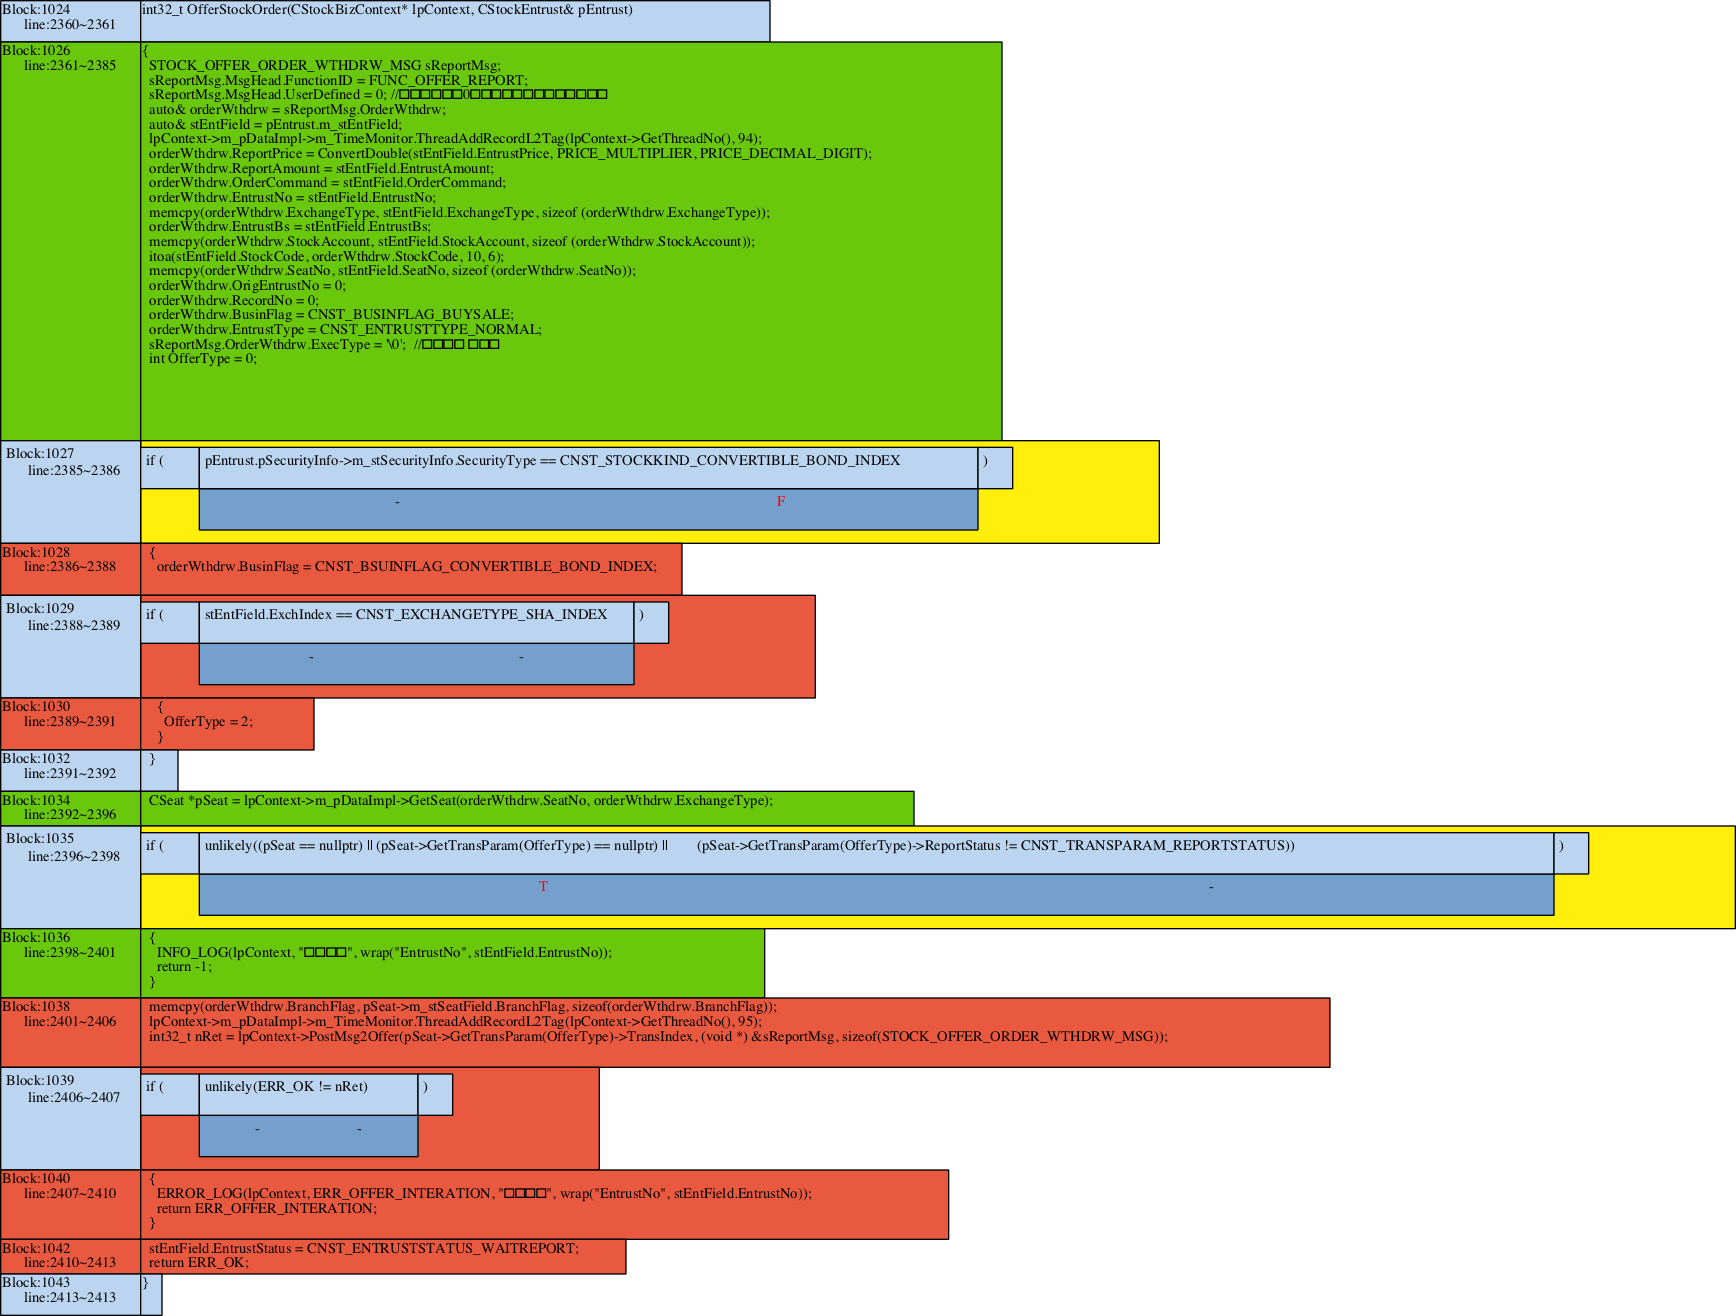 Block:1024
line:2360~2361
int32_t OfferStockOrder(CStockBizContext* lpContext, CStockEntrust& pEntrust)
Block:1026
line:2361~2385
{
STOCK_OFFER_ORDER_WTHDRW_MSG sReportMsg;
sReportMsg.MsgHead.FunctionID = FUNC_OFFER_REPORT;
sReportMsg.MsgHead.UserDefined = 0; //□□□□□□0□□□□□□□□□□□□□
auto& orderWthdrw = sReportMsg.OrderWthdrw;
auto& stEntField = pEntrust.m_stEntField;
lpContext->m_pDataImpl->m_TimeMonitor.ThreadAddRecordL2Tag(lpContext->GetThreadNo(), 94);
orderWthdrw.ReportPrice = ConvertDouble(stEntField.EntrustPrice, PRICE_MULTIPLIER, PRICE_DECIMAL_DIGIT);
orderWthdrw.ReportAmount = stEntField.EntrustAmount;
orderWthdrw.OrderCommand = stEntField.OrderCommand;
orderWthdrw.EntrustNo = stEntField.EntrustNo;
memcpy(orderWthdrw.ExchangeType, stEntField.ExchangeType, sizeof (orderWthdrw.ExchangeType));
orderWthdrw.EntrustBs = stEntField.EntrustBs;
memcpy(orderWthdrw.StockAccount, stEntField.StockAccount, sizeof (orderWthdrw.StockAccount));
itoa(stEntField.StockCode, orderWthdrw.StockCode, 10, 6);
memcpy(orderWthdrw.SeatNo, stEntField.SeatNo, sizeof (orderWthdrw.SeatNo));
orderWthdrw.OrigEntrustNo = 0;
orderWthdrw.RecordNo = 0;
orderWthdrw.BusinFlag = CNST_BUSINFLAG_BUYSALE;
orderWthdrw.EntrustType = CNST_ENTRUSTTYPE_NORMAL;
sReportMsg.OrderWthdrw.ExecType = '\0'; //□□□□ □□□
int OfferType = 0;
Block:1027
line:2385~2386
if ( pEntrust.pSecurityInfo->m_stSecurityInfo.SecurityType == CNST_STOCKKIND_CONVERTIBLE_BOND_INDEX )
- F
Block:1028
line:2386~2388
{
orderWthdrw.BusinFlag = CNST_BSUINFLAG_CONVERTIBLE_BOND_INDEX;
Block:1029
line:2388~2389
if ( stEntField.ExchIndex == CNST_EXCHANGETYPE_SHA_INDEX )
- -
Block:1030
line:2389~2391
{
OfferType = 2;
}
Block:1032
line:2391~2392
}
Block:1034
line:2392~2396
CSeat *pSeat = lpContext->m_pDataImpl->GetSeat(orderWthdrw.SeatNo, orderWthdrw.ExchangeType);
Block:1035
line:2396~2398
if ( unlikely((pSeat == nullptr) || (pSeat->GetTransParam(OfferType) == nullptr) || (pSeat->GetTransParam(OfferType)->ReportStatus != CNST_TRANSPARAM_REPORTSTATUS)) )
T -
Block:1036
line:2398~2401
{
INFO_LOG(lpContext, "□□□□", wrap("EntrustNo", stEntField.EntrustNo));
return -1;
}
Block:1038
line:2401~2406
memcpy(orderWthdrw.BranchFlag, pSeat->m_stSeatField.BranchFlag, sizeof(orderWthdrw.BranchFlag));
lpContext->m_pDataImpl->m_TimeMonitor.ThreadAddRecordL2Tag(lpContext->GetThreadNo(), 95);
int32_t nRet = lpContext->PostMsg2Offer(pSeat->GetTransParam(OfferType)->TransIndex, (void *) &sReportMsg, sizeof(STOCK_OFFER_ORDER_WTHDRW_MSG));
Block:1039
line:2406~2407
if ( unlikely(ERR_OK != nRet) )
- -
Block:1040
line:2407~2410
{
ERROR_LOG(lpContext, ERR_OFFER_INTERATION, "□□□□", wrap("EntrustNo", stEntField.EntrustNo));
return ERR_OFFER_INTERATION;
}
Block:1042
line:2410~2413
stEntField.EntrustStatus = CNST_ENTRUSTSTATUS_WAITREPORT;
return ERR_OK;
Block:1043
line:2413~2413
}